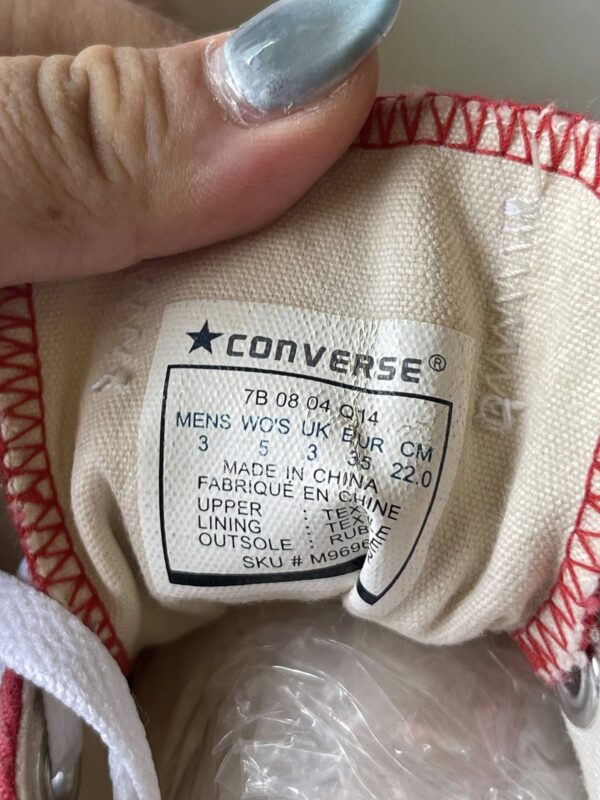 ★CONVERSE®
7B 08 04 Q14
MENS WO'S UK EUR CM
3 5 3 35 22.0
MADE IN CHINA
FABRIQUÉ EN CHINE
UPPER :
LINING :
OUTSOLE :
SKU #